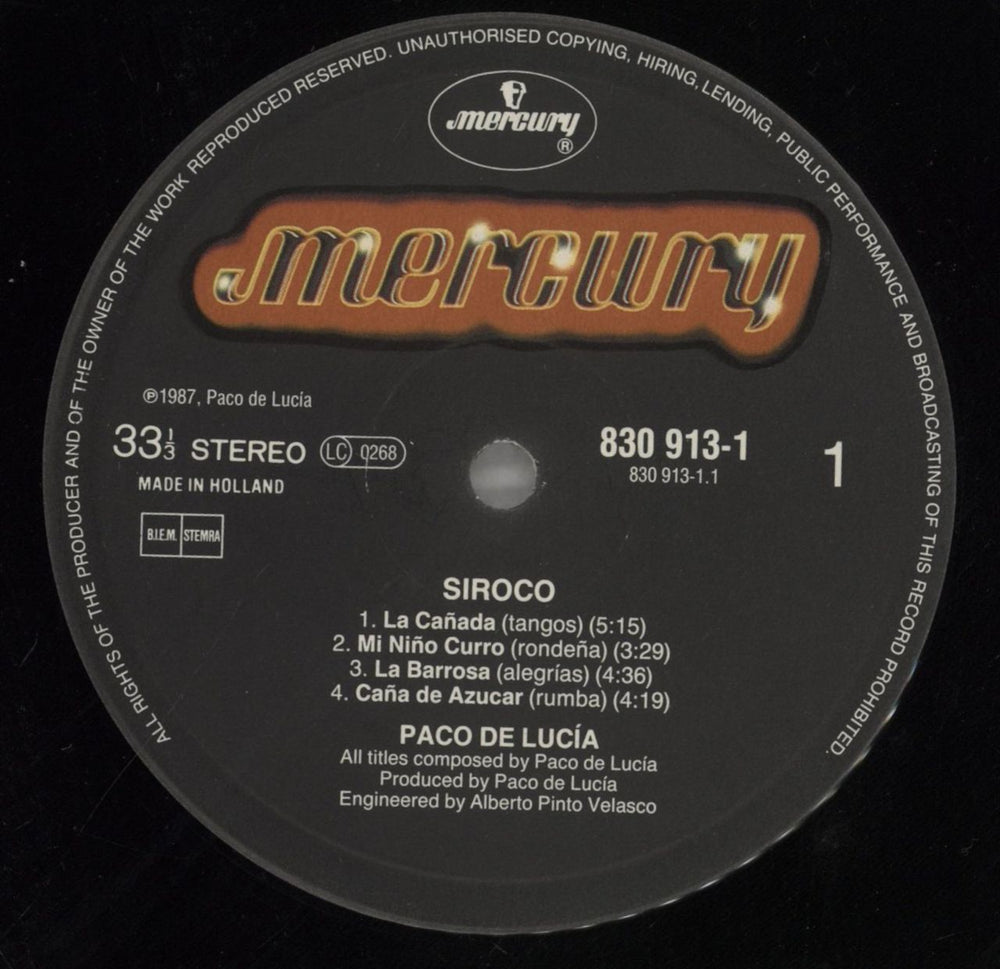 ALL RIGHTS OF THE PRODUCER AND OF THE OWNER OF THE WORK REPRODUCED RESERVED. UNAUTHORISED COPYING, HIRING, LENDING, PUBLIC PERFORMANCE AND BROADCASTING OF THIS RECORD PROHIBITED.
mercury
®
mercury
℗1987, Paco de Lucía
33⅓ STEREO LC 0268
MADE IN HOLLAND
B.I.E.M. STEMRA
830 913-1
830 913-1.1
1
SIROCO
1. La Cañada (tangos) (5:15)
2. Mi Niño Curro (rondeña) (3:29)
3. La Barrosa (alegrías) (4:36)
4. Caña de Azucar (rumba) (4:19)
PACO DE LUCÍA
All titles composed by Paco de Lucía
Produced by Paco de Lucía
Engineered by Alberto Pinto Velasco